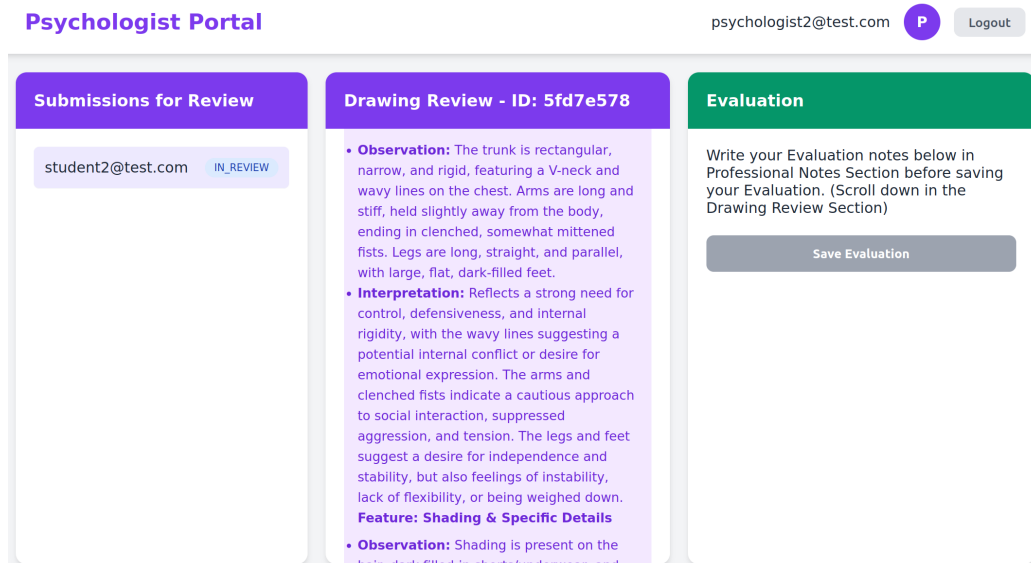 Psychologist Portal
psychologist2@test.com
P
Logout
Submissions for Review
student2@test.com
IN_REVIEW
Drawing Review - ID: 5fd7e578
• Observation: The trunk is rectangular,
narrow, and rigid, featuring a V-neck and
wavy lines on the chest. Arms are long and
stiff, held slightly away from the body,
ending in clenched, somewhat mittened
fists. Legs are long, straight, and parallel,
with large, flat, dark-filled feet.
• Interpretation: Reflects a strong need for
control, defensiveness, and internal
rigidity, with the wavy lines suggesting a
potential internal conflict or desire for
emotional expression. The arms and
clenched fists indicate a cautious approach
to social interaction, suppressed
aggression, and tension. The legs and feet
suggest a desire for independence and
stability, but also feelings of instability,
lack of flexibility, or being weighed down.
Feature: Shading & Specific Details
• Observation: Shading is present on the
Evaluation
Write your Evaluation notes below in
Professional Notes Section before saving
your Evaluation. (Scroll down in the
Drawing Review Section)
Save Evaluation